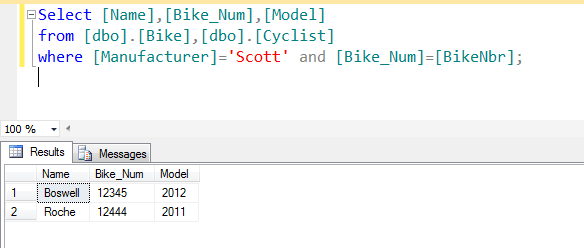 Select [Name],[Bike_Num],[Model]
from [dbo].[Bike],[dbo].[Cyclist]
where [Manufacturer]='Scott' and [Bike_Num]=[BikeNbr];
100 %
Results Messages
Name Bike_Num Model
1 Boswell 12345 2012
2 Roche 12444 2011